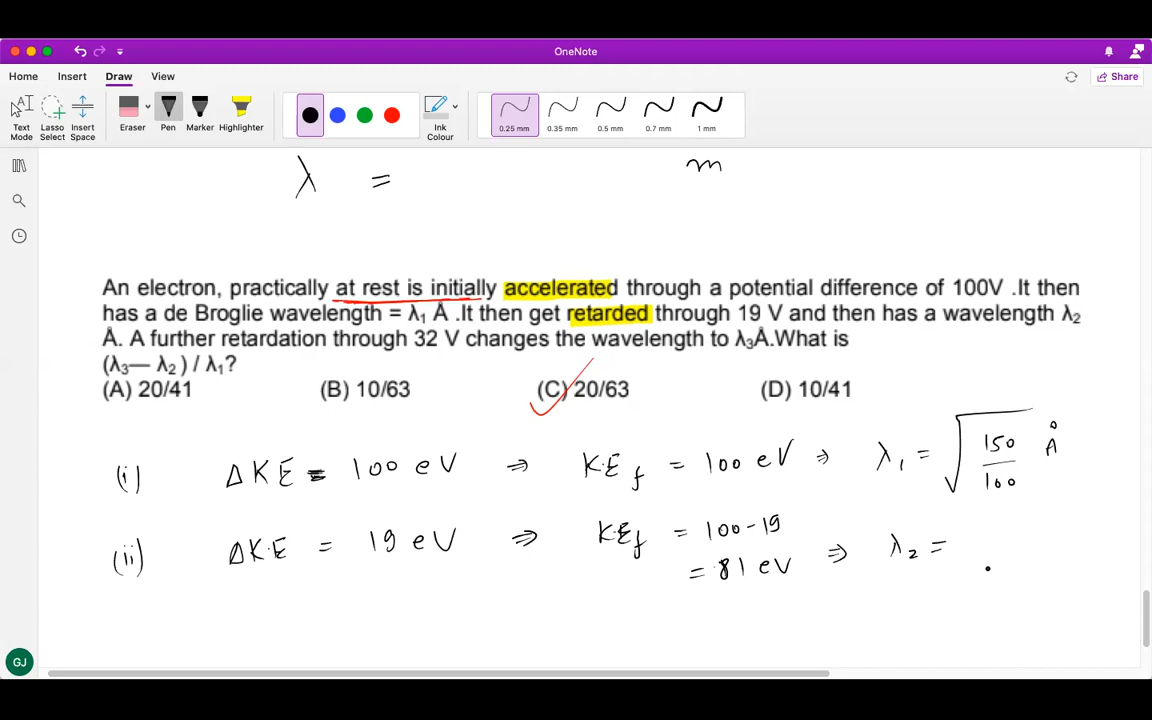 OneNote
Home Insert Draw View
Share
Text Mode
Lasso Select
Insert Space
Eraser
Pen
Marker
Highlighter
Ink Colour
0.25 mm
0.35 mm
0.5 mm
0.7 mm
1 mm
λ = m
An electron, practically at rest is initially accelerated through a potential difference of 100V .It then
has a de Broglie wavelength = λ₁ Å .It then get retarded through 19 V and then has a wavelength λ₂
Å. A further retardation through 32 V changes the wavelength to λ₃Å.What is
(λ₃— λ₂ ) / λ₁?
(A) 20/41 (B) 10/63 (C) 20/63 (D) 10/41
(i) ΔKE = 100 eV ⇒ K.E f = 100 eV ⇒ λ₁ = √150/100 Å
(ii) ΔK.E = 19 eV ⇒ K.E f = 100-19
= 81 eV ⇒ λ₂ =
GJ